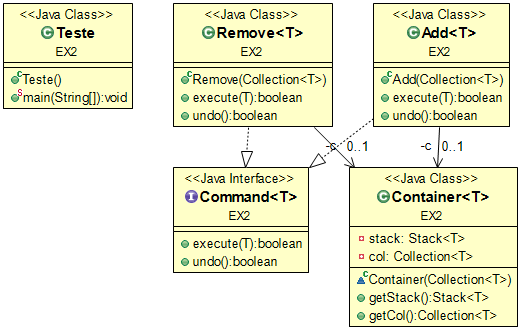 <<Java Class>>
Teste
EX2
Teste()
main(String[]):void
<<Java Class>>
Remove<T>
EX2
Remove(Collection<T>)
execute(T):boolean
undo():boolean
<<Java Class>>
Add<T>
EX2
Add(Collection<T>)
execute(T):boolean
undo():boolean
-c 0..1
-c 0..1
<<Java Interface>>
Command<T>
EX2
execute(T):boolean
undo():boolean
<<Java Class>>
Container<T>
EX2
stack: Stack<T>
col: Collection<T>
Container(Collection<T>)
getStack():Stack<T>
getCol():Collection<T>